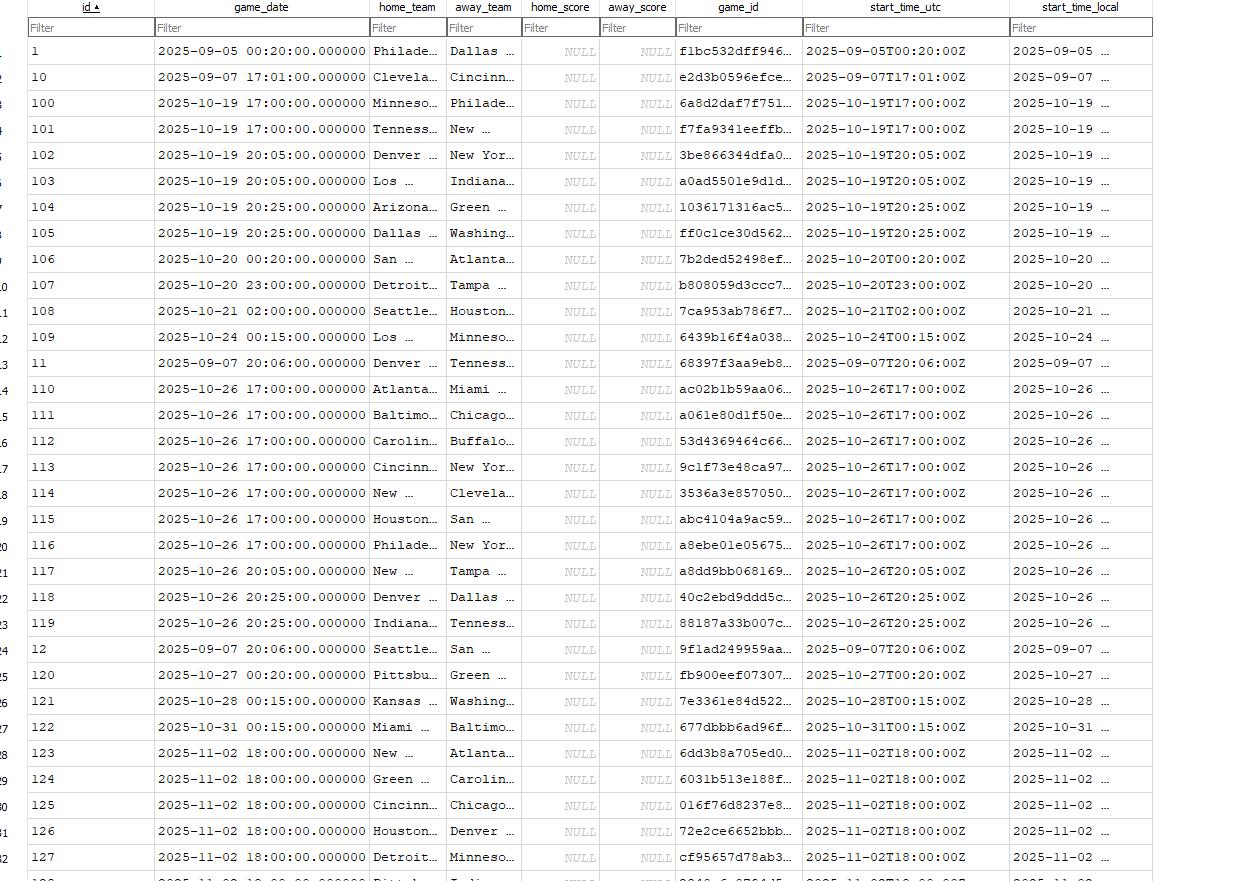 id ▲ game_date home_team away_team home_score away_score game_id start_time_utc start_time_local
Filter Filter Filter Filter Filter Filter Filter Filter Filter
1 1 2025-09-05 00:20:00.000000 Philade… Dallas … NULL NULL f1bc532dff946… 2025-09-05T00:20:00Z 2025-09-05 …
2 10 2025-09-07 17:01:00.000000 Clevela… Cincinn… NULL NULL e2d3b0596efce… 2025-09-07T17:01:00Z 2025-09-07 …
3 100 2025-10-19 17:00:00.000000 Minneso… Philade… NULL NULL 6a8d2daf7f751… 2025-10-19T17:00:00Z 2025-10-19 …
4 101 2025-10-19 17:00:00.000000 Tenness… New … NULL NULL f7fa9341eeffb… 2025-10-19T17:00:00Z 2025-10-19 …
5 102 2025-10-19 20:05:00.000000 Denver … New Yor… NULL NULL 3be866344dfa0… 2025-10-19T20:05:00Z 2025-10-19 …
6 103 2025-10-19 20:05:00.000000 Los … Indiana… NULL NULL a0ad5501e9d1d… 2025-10-19T20:05:00Z 2025-10-19 …
7 104 2025-10-19 20:25:00.000000 Arizona… Green … NULL NULL 1036171316ac5… 2025-10-19T20:25:00Z 2025-10-19 …
8 105 2025-10-19 20:25:00.000000 Dallas … Washing… NULL NULL ff0c1ce30d562… 2025-10-19T20:25:00Z 2025-10-19 …
9 106 2025-10-20 00:20:00.000000 San … Atlanta… NULL NULL 7b2ded52498ef… 2025-10-20T00:20:00Z 2025-10-20 …
10 107 2025-10-20 23:00:00.000000 Detroit… Tampa … NULL NULL b808059d3ccc7… 2025-10-20T23:00:00Z 2025-10-20 …
11 108 2025-10-21 02:00:00.000000 Seattle… Houston… NULL NULL 7ca953ab786f7… 2025-10-21T02:00:00Z 2025-10-21 …
12 109 2025-10-24 00:15:00.000000 Los … Minneso… NULL NULL 6439b16f4a038… 2025-10-24T00:15:00Z 2025-10-24 …
13 11 2025-09-07 20:06:00.000000 Denver … Tenness… NULL NULL 68397f3aa9eb8… 2025-09-07T20:06:00Z 2025-09-07 …
14 110 2025-10-26 17:00:00.000000 Atlanta… Miami … NULL NULL ac02b1b59aa06… 2025-10-26T17:00:00Z 2025-10-26 …
15 111 2025-10-26 17:00:00.000000 Baltimo… Chicago… NULL NULL a061e80d1f50e… 2025-10-26T17:00:00Z 2025-10-26 …
16 112 2025-10-26 17:00:00.000000 Carolin… Buffalo… NULL NULL 53d4369464c66… 2025-10-26T17:00:00Z 2025-10-26 …
17 113 2025-10-26 17:00:00.000000 Cincinn… New Yor… NULL NULL 9c1f73e48ca97… 2025-10-26T17:00:00Z 2025-10-26 …
18 114 2025-10-26 17:00:00.000000 New … Clevela… NULL NULL 3536a3e857050… 2025-10-26T17:00:00Z 2025-10-26 …
19 115 2025-10-26 17:00:00.000000 Houston… San … NULL NULL abc4104a9ac59… 2025-10-26T17:00:00Z 2025-10-26 …
20 116 2025-10-26 17:00:00.000000 Philade… New Yor… NULL NULL a8ebe01e05675… 2025-10-26T17:00:00Z 2025-10-26 …
21 117 2025-10-26 20:05:00.000000 New … Tampa … NULL NULL a8dd9bb068169… 2025-10-26T20:05:00Z 2025-10-26 …
22 118 2025-10-26 20:25:00.000000 Denver … Dallas … NULL NULL 40c2ebd9ddd5c… 2025-10-26T20:25:00Z 2025-10-26 …
23 119 2025-10-26 20:25:00.000000 Indiana… Tenness… NULL NULL 88187a33b007c… 2025-10-26T20:25:00Z 2025-10-26 …
24 12 2025-09-07 20:06:00.000000 Seattle… San … NULL NULL 9f1ad249959aa… 2025-09-07T20:06:00Z 2025-09-07 …
25 120 2025-10-27 00:20:00.000000 Pittsbu… Green … NULL NULL fb900eef07307… 2025-10-27T00:20:00Z 2025-10-27 …
26 121 2025-10-28 00:15:00.000000 Kansas … Washing… NULL NULL 7e3361e84d522… 2025-10-28T00:15:00Z 2025-10-28 …
27 122 2025-10-31 00:15:00.000000 Miami … Baltimo… NULL NULL 677dbbb6ad96f… 2025-10-31T00:15:00Z 2025-10-31 …
28 123 2025-11-02 18:00:00.000000 New … Atlanta… NULL NULL 6dd3b8a705ed0… 2025-11-02T18:00:00Z 2025-11-02 …
29 124 2025-11-02 18:00:00.000000 Green … Carolin… NULL NULL 6031b513e188f… 2025-11-02T18:00:00Z 2025-11-02 …
30 125 2025-11-02 18:00:00.000000 Cincinn… Chicago… NULL NULL 016f76d8237e8… 2025-11-02T18:00:00Z 2025-11-02 …
31 126 2025-11-02 18:00:00.000000 Houston… Denver … NULL NULL 72e2ce6652bbb… 2025-11-02T18:00:00Z 2025-11-02 …
32 127 2025-11-02 18:00:00.000000 Detroit… Minneso… NULL NULL cf95657d78ab3… 2025-11-02T18:00:00Z 2025-11-02 …